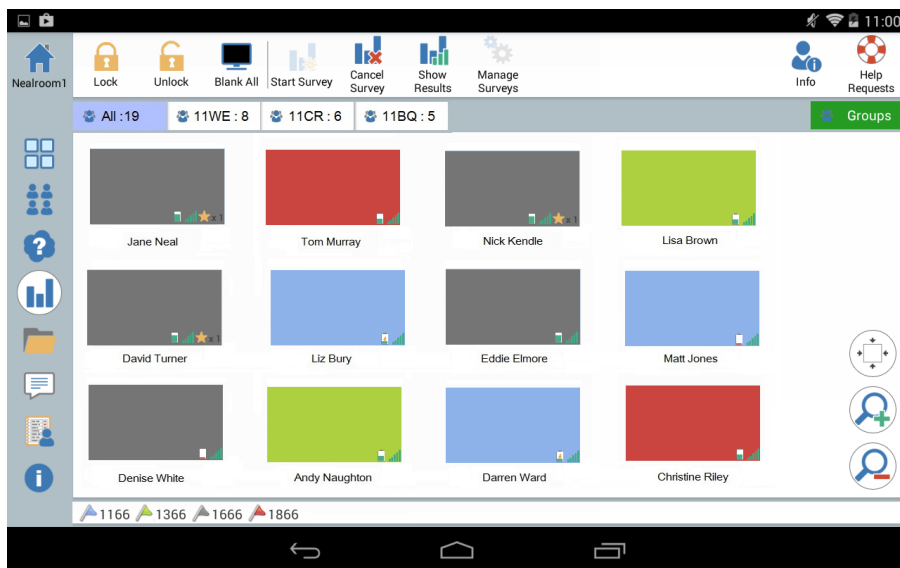 11:00
Nealroom1
Lock
Unlock
Blank All
Start Survey
Cancel
Survey
Show
Results
Manage
Surveys
Info
Help
Requests
All :19
11WE : 8
11CR : 6
11BQ : 5
Groups
x 1
x 1
Jane Neal
Tom Murray
Nick Kendle
Lisa Brown
x 1
David Turner
Liz Bury
Eddie Elmore
Matt Jones
Denise White
Andy Naughton
Darren Ward
Christine Riley
1166
1366
1666
1866